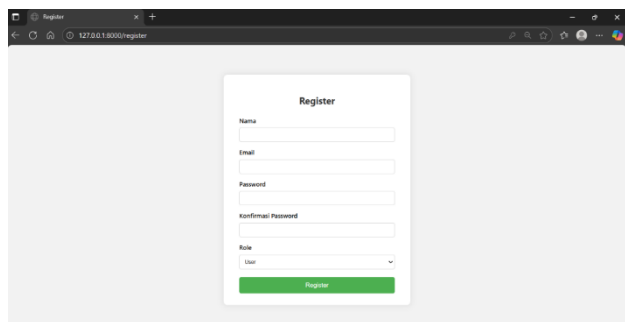 Register
127.0.0.1:8000/register
Register
Nama
Email
Password
Konfirmasi Password
Role
User
Register